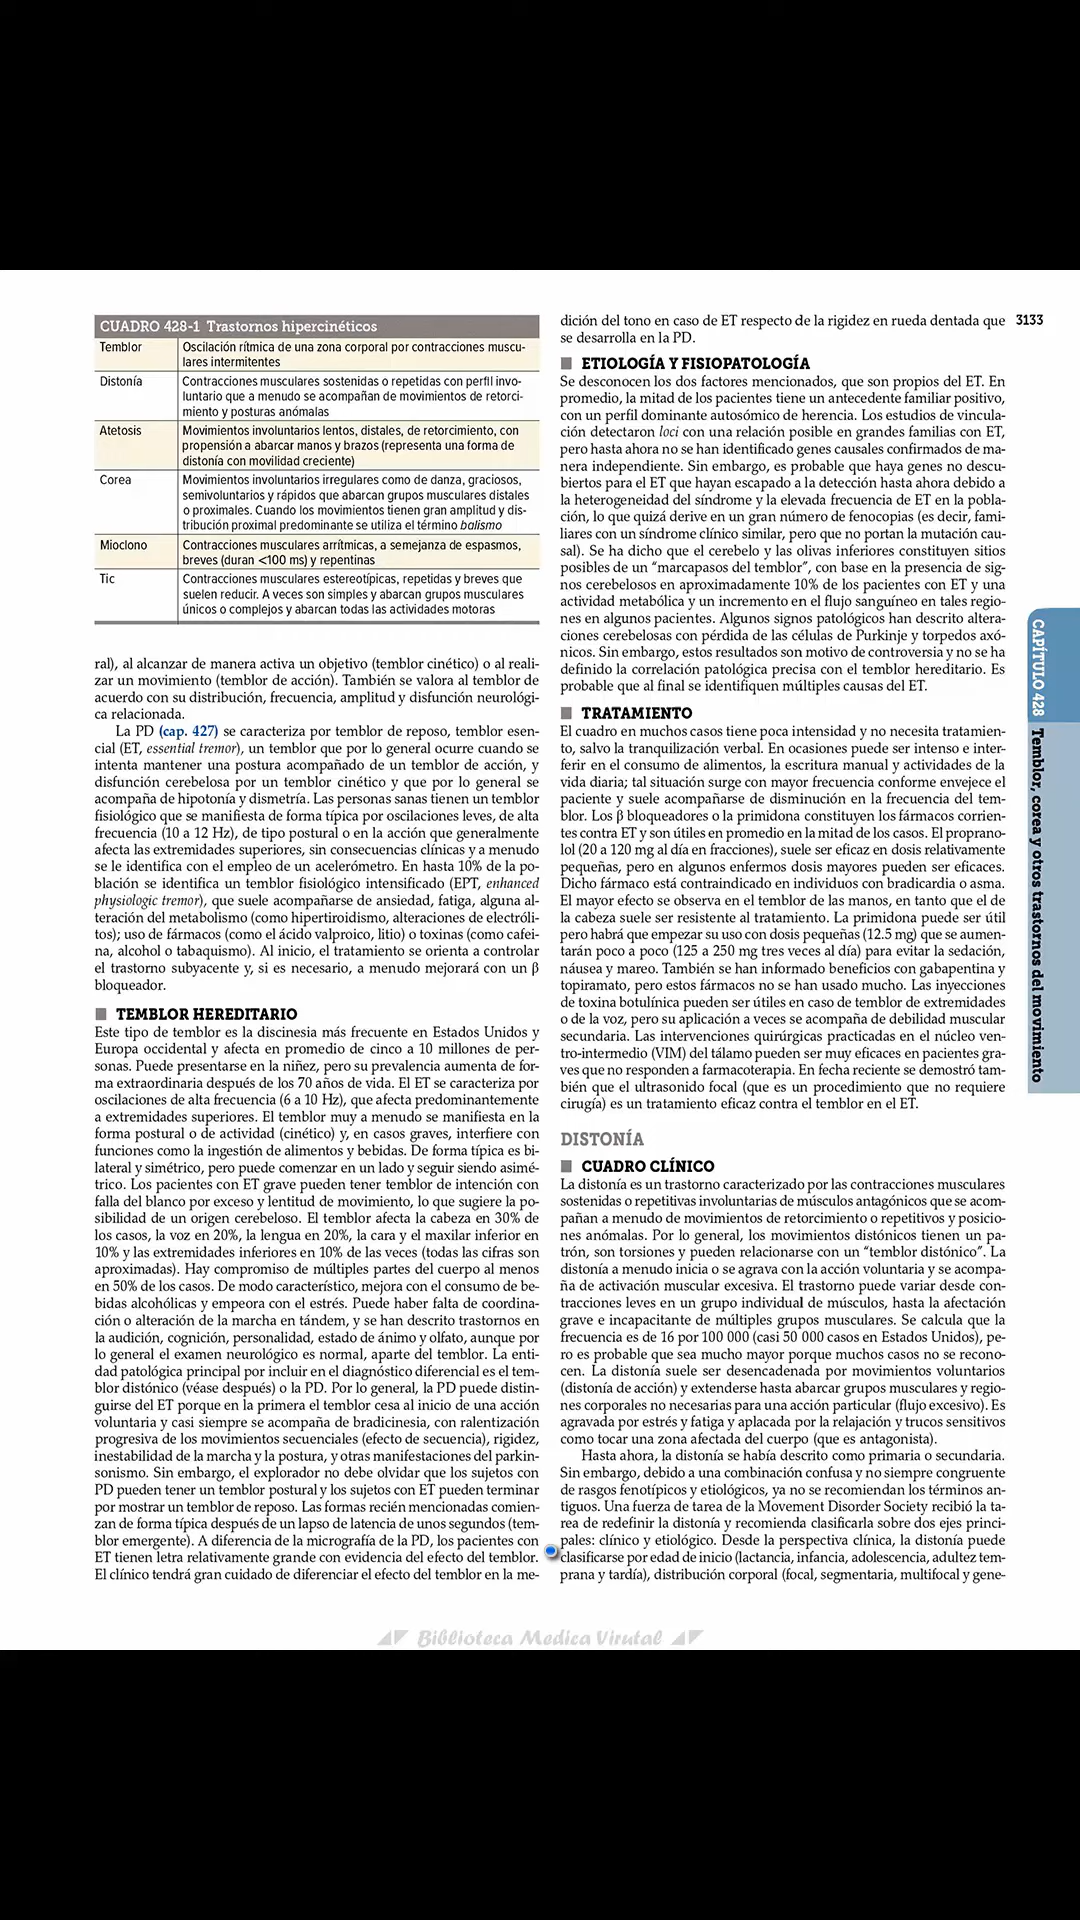 CUADRO 428-1 Trastornos hipercinéticos
Temblor
Oscilación rítmica de una zona corporal por contracciones muscu-
lares intermitentes
Distonía
Contracciones musculares sostenidas o repetidas con perfil invo-
luntario que a menudo se acompañan de movimientos de retorci-
miento y posturas anómalas
Atetosis
Movimientos involuntarios lentos, distales, de retorcimiento, con
propensión a abarcar manos y brazos (representa una forma de
distonía con movilidad creciente)
Corea
Movimientos involuntarios irregulares como de danza, graciosos,
semivoluntarios y rápidos que abarcan grupos musculares distales
o proximales. Cuando los movimientos tienen gran amplitud y dis-
tribución proximal predominante se utiliza el término balismo
Mioclono
Contracciones musculares arrítmicas, a semejanza de espasmos,
breves (duran <100 ms) y repentinas
Tic
Contracciones musculares estereotípicas, repetidas y breves que
suelen reducir. A veces son simples y abarcan grupos musculares
únicos o complejos y abarcan todas las actividades motoras
ral), al alcanzar de manera activa un objetivo (temblor cinético) o al reali-
zar un movimiento (temblor de acción). También se valora al temblor de
acuerdo con su distribución, frecuencia, amplitud y disfunción neurológi-
ca relacionada.
La PD (cap. 427) se caracteriza por temblor de reposo, temblor esen-
cial (ET, essential tremor), un temblor que por lo general ocurre cuando se
intenta mantener una postura acompañado de un temblor de acción, y
disfunción cerebelosa por un temblor cinético y que por lo general se
acompaña de hipotonía y dismetría. Las personas sanas tienen un temblor
fisiológico que se manifiesta de forma típica por oscilaciones leves, de alta
frecuencia (10 a 12 Hz), de tipo postural o en la acción que generalmente
afecta las extremidades superiores, sin consecuencias clínicas y a menudo
se le identifica con el empleo de un acelerómetro. En hasta 10% de la po-
blación se identifica un temblor fisiológico intensificado (EPT, enhanced
physiologic tremor), que suele acompañarse de ansiedad, fatiga, alguna al-
teración del metabolismo (como hipertiroidismo, alteraciones de electróli-
tos); uso de fármacos (como el ácido valproico, litio) o toxinas (como cafei-
na, alcohol o tabaquismo). Al inicio, el tratamiento se orienta a controlar
el trastorno subyacente y, si es necesario, a menudo mejorará con un β
bloqueador.
TEMBLOR HEREDITARIO
Este tipo de temblor es la discinesia más frecuente en Estados Unidos y
Europa occidental y afecta en promedio de cinco a 10 millones de per-
sonas. Puede presentarse en la niñez, pero su prevalencia aumenta de for-
ma extraordinaria después de los 70 años de vida. El ET se caracteriza por
oscilaciones de alta frecuencia (6 a 10 Hz), que afecta predominantemente
a extremidades superiores. El temblor muy a menudo se manifiesta en la
forma postural o de actividad (cinético) y, en casos graves, interfiere con
funciones como la ingestión de alimentos y bebidas. De forma típica es bi-
lateral y simétrico, pero puede comenzar en un lado y seguir siendo asimé-
trico. Los pacientes con ET grave pueden tener temblor de intención con
falla del blanco por exceso y lentitud de movimiento, lo que sugiere la po-
sibilidad de un origen cerebeloso. El temblor afecta la cabeza en 30% de
los casos, la voz en 20%, la lengua en 20%, la cara y el maxilar inferior en
10% y las extremidades inferiores en 10% de las veces (todas las cifras son
aproximadas). Hay compromiso de múltiples partes del cuerpo al menos
en 50% de los casos. De modo característico, mejora con el consumo de be-
bidas alcohólicas y empeora con el estrés. Puede haber falta de coordina-
ción o alteración de la marcha en tándem, y se han descrito trastornos en
la audición, cognición, personalidad, estado de ánimo y olfato, aunque por
lo general el examen neurológico es normal, aparte del temblor. La enti-
dad patológica principal por incluir en el diagnóstico diferencial es el tem-
blor distónico (véase después) o la PD. Por lo general, la PD puede distin-
guirse del ET porque en la primera el temblor cesa al inicio de una acción
voluntaria y casi siempre se acompaña de bradicinesia, con ralentización
progresiva de los movimientos secuenciales (efecto de secuencia), rigidez,
inestabilidad de la marcha y la postura, y otras manifestaciones del parkin-
sonismo. Sin embargo, el explorador no debe olvidar que los sujetos con
PD pueden tener un temblor postural y los sujetos con ET pueden terminar
por mostrar un temblor de reposo. Las formas recién mencionadas comien-
zan de forma típica después de un lapso de latencia de unos segundos (tem-
blor emergente). A diferencia de la micrografía de la PD, los pacientes con
ET tienen letra relativamente grande con evidencia del efecto del temblor.
El clínico tendrá gran cuidado de diferenciar el efecto del temblor en la me-
dición del tono en caso de ET respecto de la rigidez en rueda dentada que
se desarrolla en la PD.
ETIOLOGÍA Y FISIOPATOLOGÍA
Se desconocen los dos factores mencionados, que son propios del ET. En
promedio, la mitad de los pacientes tiene un antecedente familiar positivo,
con un perfil dominante autosómico de herencia. Los estudios de vincula-
ción detectaron loci con una relación posible en grandes familias con ET,
pero hasta ahora no se han identificado genes causales confirmados de ma-
nera independiente. Sin embargo, es probable que haya genes no descu-
biertos para el ET que hayan escapado a la detección hasta ahora debido a
la heterogeneidad del síndrome y la elevada frecuencia de ET en la pobla-
ción, lo que quizá derive en un gran número de fenocopias (es decir, fami-
liares con un síndrome clínico similar, pero que no portan la mutación cau-
sal). Se ha dicho que el cerebelo y las olivas inferiores constituyen sitios
posibles de un “marcapasos del temblor”, con base en la presencia de sig-
nos cerebelosos en aproximadamente 10% de los pacientes con ET y una
actividad metabólica y un incremento en el flujo sanguíneo en tales regio-
nes en algunos pacientes. Algunos signos patológicos han descrito altera-
ciones cerebelosas con pérdida de las células de Purkinje y torpedos axó-
nicos. Sin embargo, estos resultados son motivo de controversia y no se ha
definido la correlación patológica precisa con el temblor hereditario. Es
probable que al final se identifiquen múltiples causas del ET.
TRATAMIENTO
El cuadro en muchos casos tiene poca intensidad y no necesita tratamien-
to, salvo la tranquilización verbal. En ocasiones puede ser intenso e inter-
ferir en el consumo de alimentos, la escritura manual y actividades de la
vida diaria; tal situación surge con mayor frecuencia conforme envejece el
paciente y suele acompañarse de disminución en la frecuencia del tem-
blor. Los β bloqueadores o la primidona constituyen los fármacos corrien-
tes contra ET y son útiles en promedio en la mitad de los casos. El proprano-
lol (20 a 120 mg al día en fracciones), suele ser eficaz en dosis relativamente
pequeñas, pero en algunos enfermos dosis mayores pueden ser eficaces.
Dicho fármaco está contraindicado en individuos con bradicardia o asma.
El mayor efecto se observa en el temblor de las manos, en tanto que el de
la cabeza suele ser resistente al tratamiento. La primidona puede ser útil
pero habrá que empezar su uso con dosis pequeñas (12.5 mg) que se aumen-
tarán poco a poco (125 a 250 mg tres veces al día) para evitar la sedación,
náusea y mareo. También se han informado beneficios con gabapentina y
topiramato, pero estos fármacos no se han usado mucho. Las inyecciones
de toxina botulínica pueden ser útiles en caso de temblor de extremidades
o de la voz, pero su aplicación a veces se acompaña de debilidad muscular
secundaria. Las intervenciones quirúrgicas practicadas en el núcleo ven-
tro-intermedio (VIM) del tálamo pueden ser muy eficaces en pacientes gra-
ves que no responden a farmacoterapia. En fecha reciente se demostró tam-
bién que el ultrasonido focal (que es un procedimiento que no requiere
cirugía) es un tratamiento eficaz contra el temblor en el ET.
DISTONÍA
CUADRO CLÍNICO
La distonía es un trastorno caracterizado por las contracciones musculares
sostenidas o repetitivas involuntarias de músculos antagónicos que se acom-
pañan a menudo de movimientos de retorcimiento o repetitivos y posicio-
nes anómalas. Por lo general, los movimientos distónicos tienen un pa-
trón, son torsiones y pueden relacionarse con un “temblor distónico”. La
distonía a menudo inicia o se agrava con la acción voluntaria y se acompa-
ña de activación muscular excesiva. El trastorno puede variar desde con-
tracciones leves en un grupo individual de músculos, hasta la afectación
grave e incapacitante de múltiples grupos musculares. Se calcula que la
frecuencia es de 16 por 100 000 (casi 50 000 casos en Estados Unidos), pe-
ro es probable que sea mucho mayor porque muchos casos no se recono-
cen. La distonía suele ser desencadenada por movimientos voluntarios
(distonía de acción) y extenderse hasta abarcar grupos musculares y regio-
nes corporales no necesarias para una acción particular (flujo excesivo). Es
agravada por estrés y fatiga y aplacada por la relajación y trucos sensitivos
como tocar una zona afectada del cuerpo (que es antagonista).
Hasta ahora, la distonía se había descrito como primaria o secundaria.
Sin embargo, debido a una combinación confusa y no siempre congruente
de rasgos fenotípicos y etiológicos, ya no se recomiendan los términos an-
tiguos. Una fuerza de tarea de la Movement Disorder Society recibió la ta-
rea de redefinir la distonía y recomienda clasificarla sobre dos ejes princi-
pales: clínico y etiológico. Desde la perspectiva clínica, la distonía puede
clasificarse por edad de inicio (lactancia, infancia, adolescencia, adultez tem-
prana y tardía), distribución corporal (focal, segmentaria, multifocal y gene-
3133
CAPÍTULO 428 Temblor, corea y otros trastornos del movimiento
Biblioteca Medica Virutal